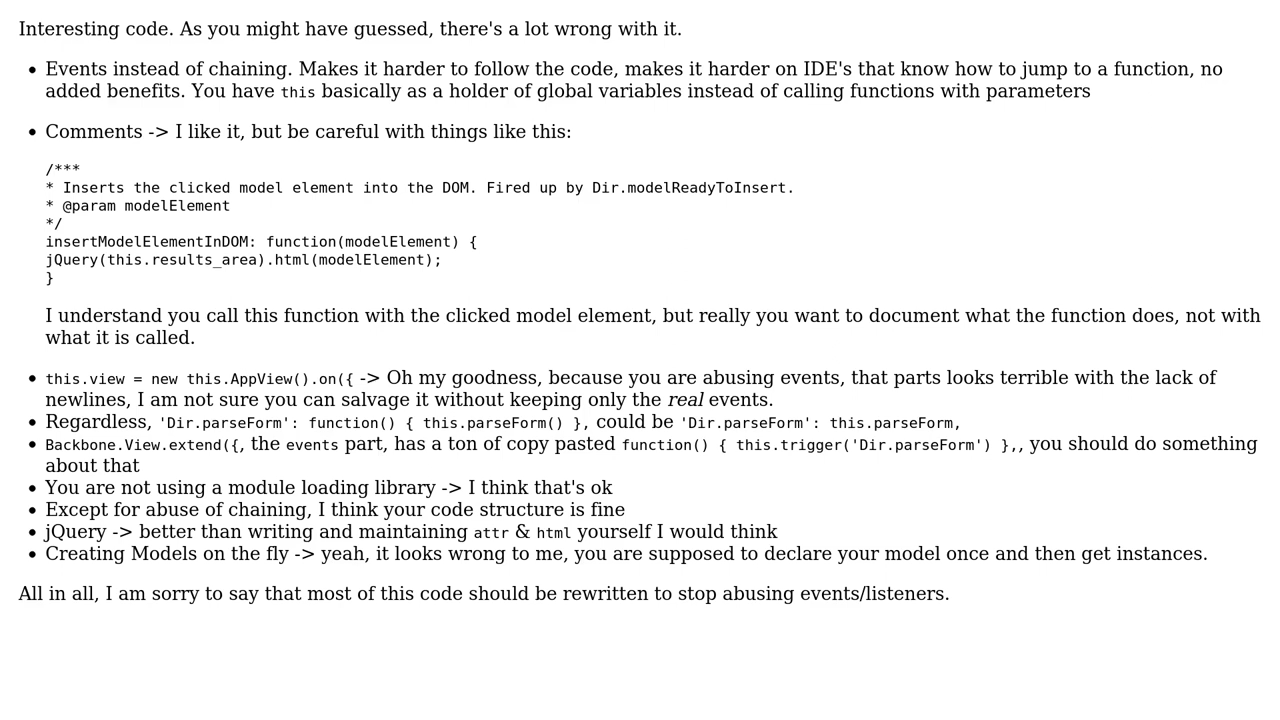 Interesting code. As you might have guessed, there's a lot wrong with it.
• Events instead of chaining. Makes it harder to follow the code, makes it harder on IDE's that know how to jump to a function, no
added benefits. You have this basically as a holder of global variables instead of calling functions with parameters
• Comments -> I like it, but be careful with things like this:
/***
* Inserts the clicked model element into the DOM. Fired up by Dir.modelReadyToInsert.
* @param modelElement
*/
insertModelElementInDOM: function(modelElement) {
jQuery(this.results_area).html(modelElement);
}
I understand you call this function with the clicked model element, but really you want to document what the function does, not with
what it is called.
• this.view = new this.AppView().on({ -> Oh my goodness, because you are abusing events, that parts looks terrible with the lack of
newlines, I am not sure you can salvage it without keeping only the real events.
• Regardless, 'Dir.parseForm': function() { this.parseForm() }, could be 'Dir.parseForm': this.parseForm,
• Backbone.View.extend({, the events part, has a ton of copy pasted function() { this.trigger('Dir.parseForm') },, you should do something
about that
• You are not using a module loading library -> I think that's ok
• Except for abuse of chaining, I think your code structure is fine
• jQuery -> better than writing and maintaining attr & html yourself I would think
• Creating Models on the fly -> yeah, it looks wrong to me, you are supposed to declare your model once and then get instances.
All in all, I am sorry to say that most of this code should be rewritten to stop abusing events/listeners.